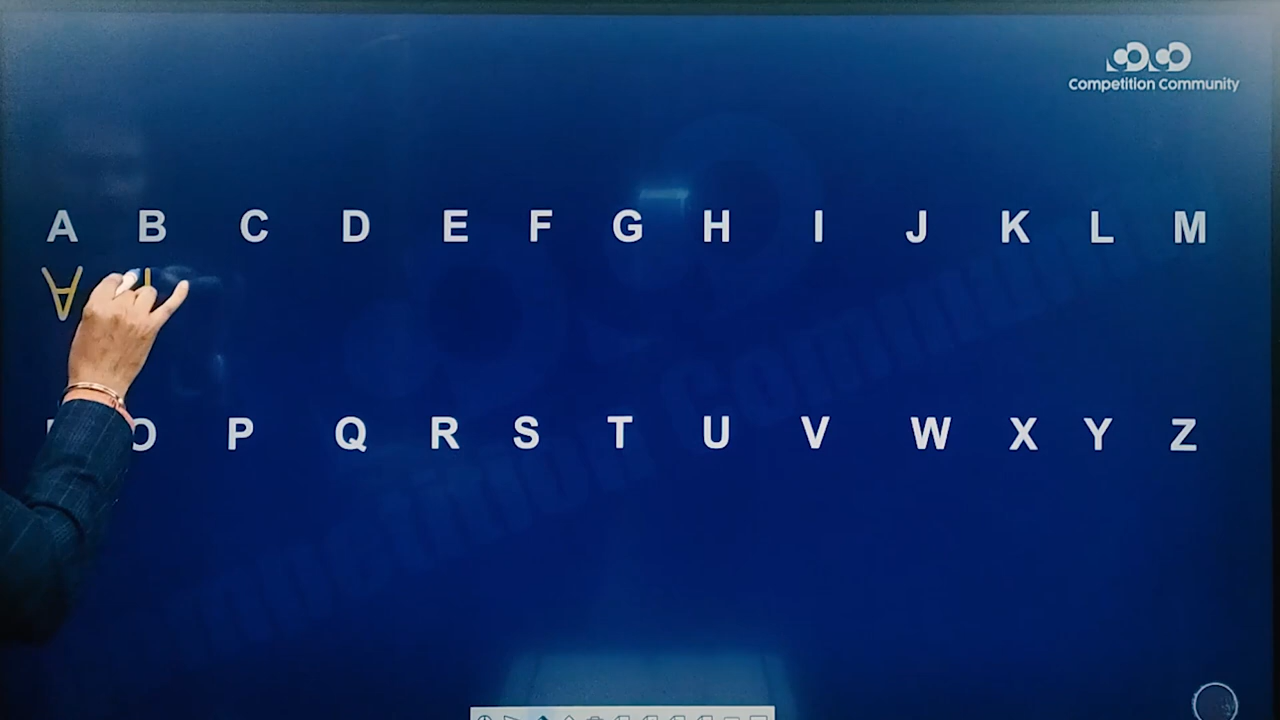 Competition Community
A B C D E F G H I J K L M
∀
O P Q R S T U V W X Y Z